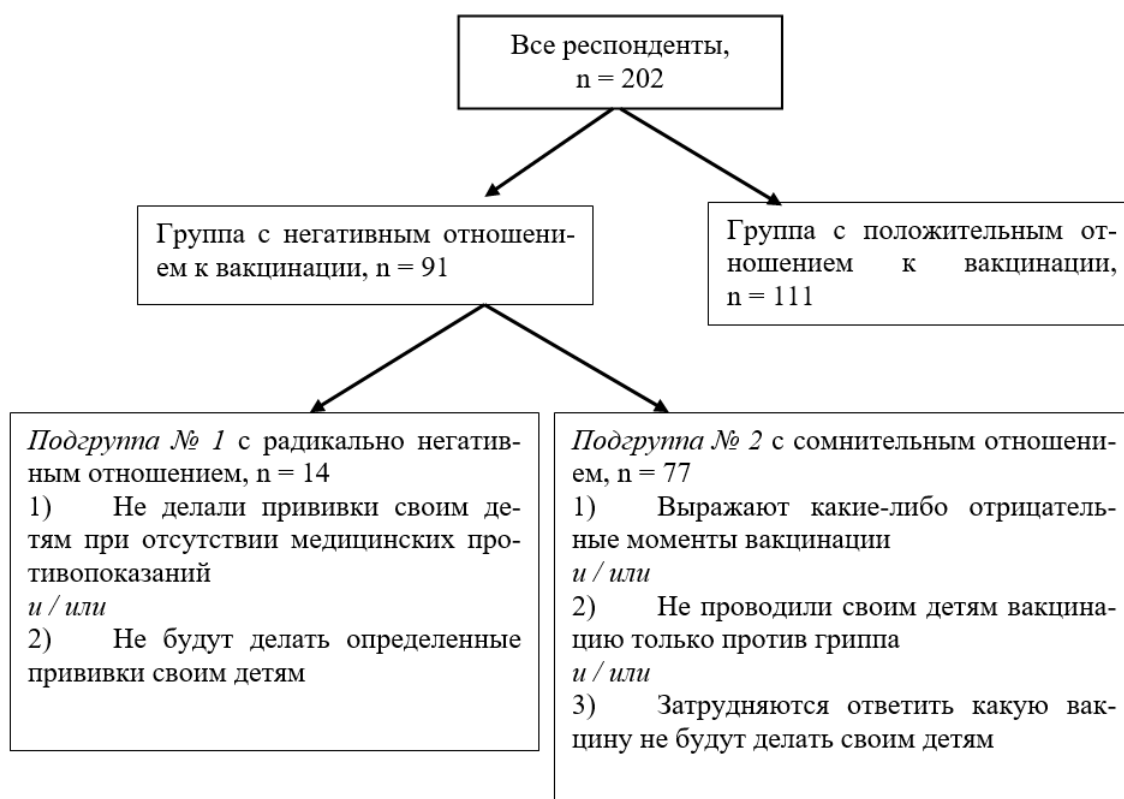 Все респонденты,
n = 202
Группа с негативным отношени-
ем к вакцинации, n = 91
Группа с положительным от-
ношением к вакцинации,
n = 111
Подгруппа № 1 с радикально негатив-
ным отношением, n = 14
1) Не делали прививки своим де-
тям при отсутствии медицинских про-
тивопоказаний
и / или
2) Не будут делать определенные
прививки своим детям
Подгруппа № 2 с сомнительным отношени-
ем, n = 77
1) Выражают какие-либо отрицатель-
ные моменты вакцинации
и / или
2) Не проводили своим детям вакцина-
цию только против гриппа
и / или
3) Затрудняются ответить какую вак-
цину не будут делать своим детям